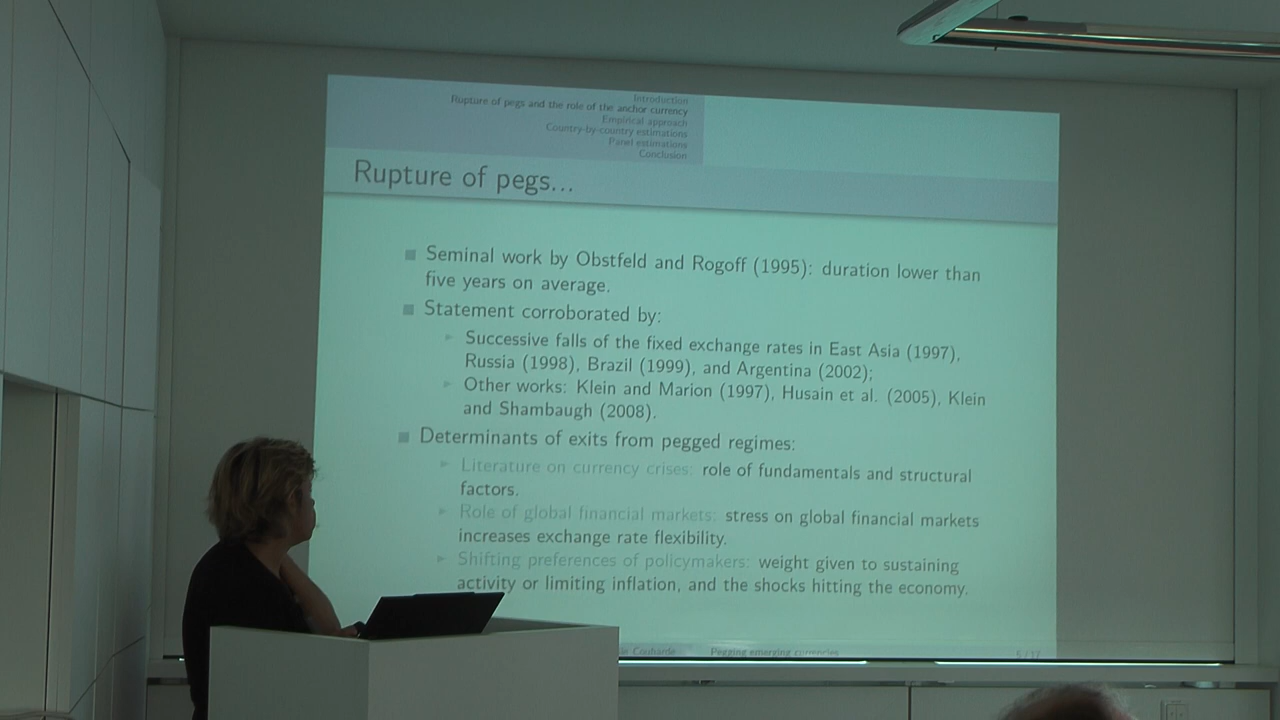 Introduction
Rupture of pegs and the role of the anchor currency
Empirical approach
Country-by-country estimations
Panel estimations
Conclusion
Rupture of pegs...
Seminal work by Obstfeld and Rogoff (1995): duration lower than
five years on average.
Statement corroborated by:
Successive falls of the fixed exchange rates in East Asia (1997),
Russia (1998), Brazil (1999), and Argentina (2002);
Other works: Klein and Marion (1997), Husain et al. (2005), Klein
and Shambaugh (2008).
Determinants of exits from pegged regimes:
Literature on currency crises: role of fundamentals and structural
factors.
Role of global financial markets: stress on global financial markets
increases exchange rate flexibility.
Shifting preferences of policymakers: weight given to sustaining
activity or limiting inflation, and the shocks hitting the economy.
Couharde Pegging emerging currencies 5 / 17